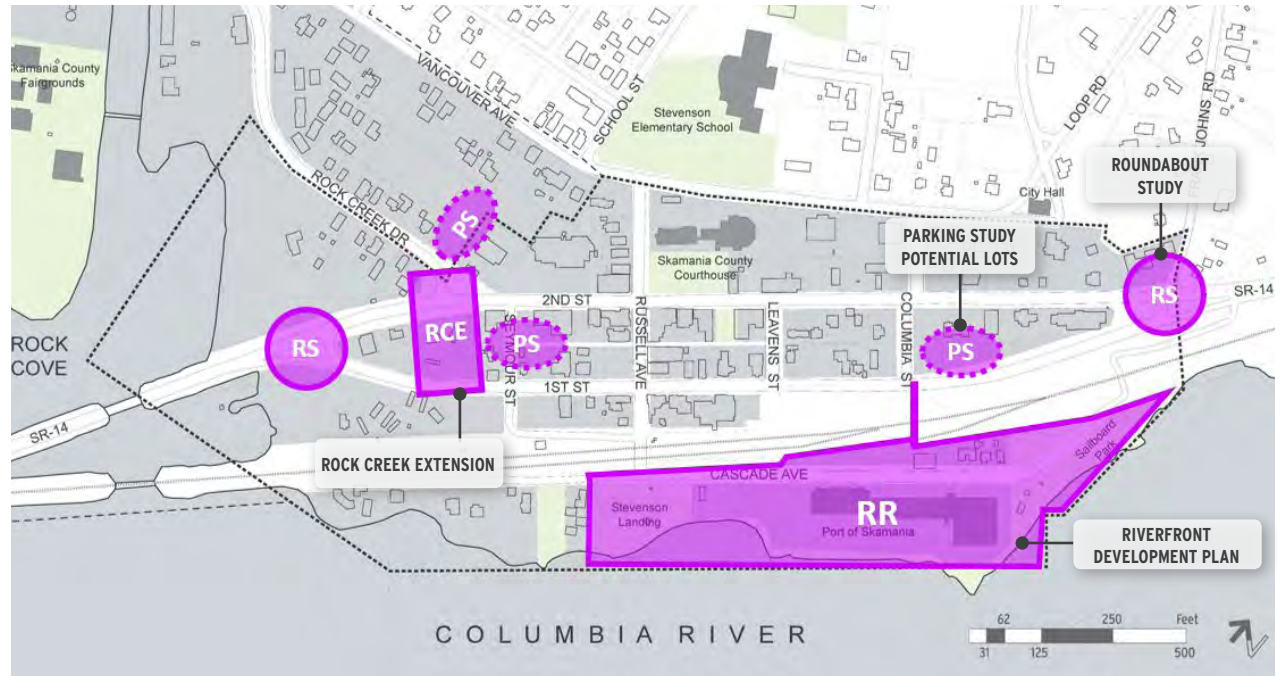 Skamania County
Fairgrounds
VANCOUVER AVE
SCHOOL ST
Stevenson
Elementary School
LOOP RD
JOHNS RD
ROUNDABOUT
STUDY
City Hall
ROCK CREEK DR
PS
PARKING STUDY
POTENTIAL LOTS
Skamania County
Courthouse
RS
SR-14
2ND ST
RUSSELL AVE
LEAVENS ST
COLUMBIA ST
RCE
SEYMOUR ST
PS
PS
RS
ROCK
COVE
1ST ST
SR-14
ROCK CREEK EXTENSION
CASCADE AVE
Sailboard
Park
Stevenson
Landing
RR
Port of Skamania
RIVERFRONT
DEVELOPMENT PLAN
COLUMBIA RIVER
62 250 Feet
31 125 500
N